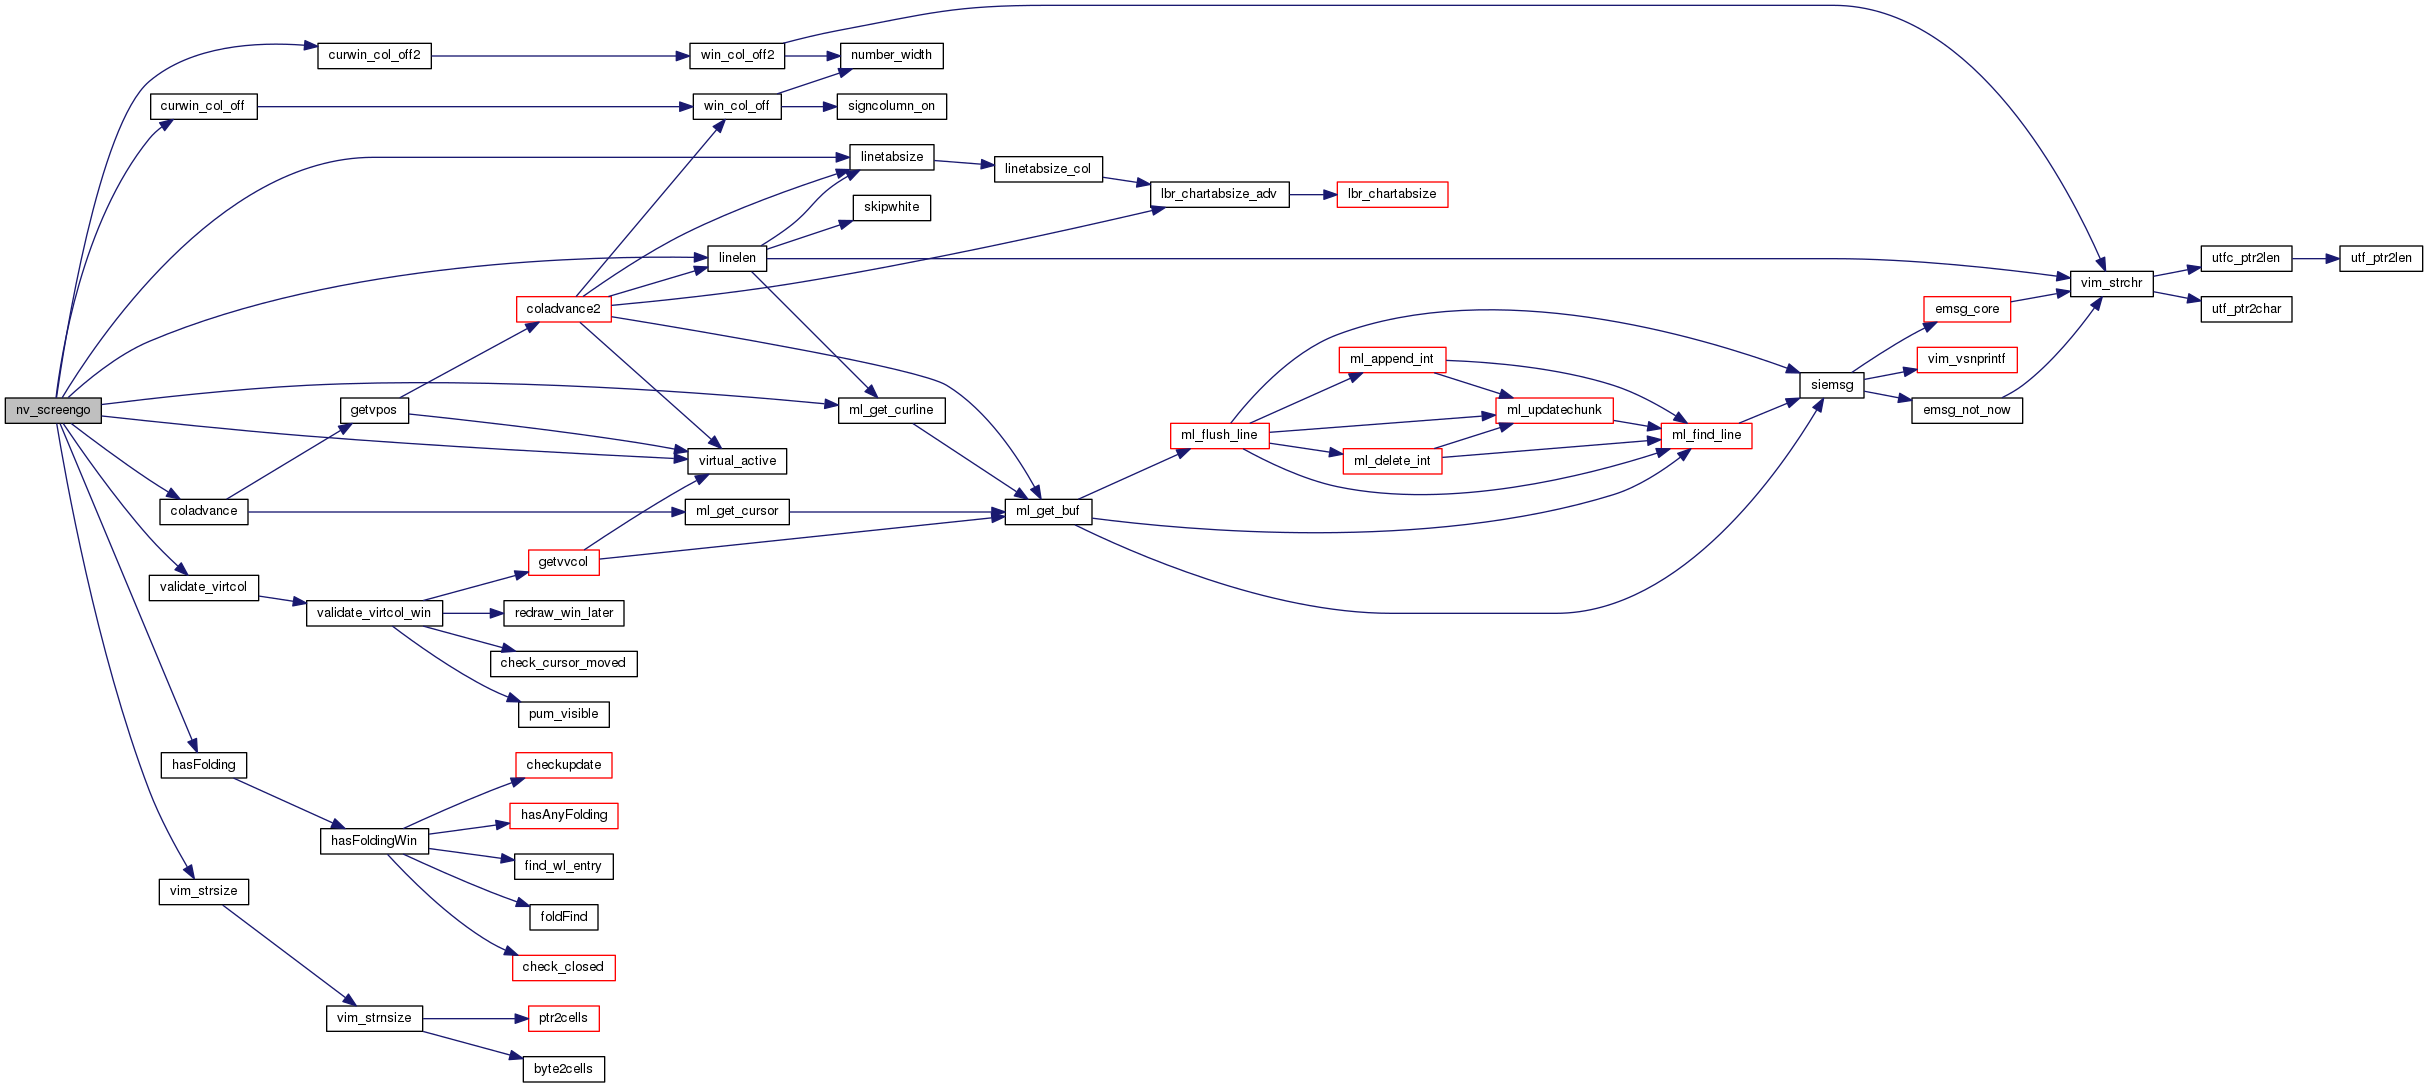 nv_screengo
curwin_col_off2
win_col_off2
number_width
curwin_col_off
win_col_off
signcolumn_on
linetabsize
linetabsize_col
lbr_chartabsize_adv
lbr_chartabsize
skipwhite
linelen
coladvance2
vim_strchr
utfc_ptr2len
utf_ptr2len
utf_ptr2char
emsg_core
vim_vsnprintf
siemsg
emsg_not_now
ml_append_int
ml_updatechunk
ml_flush_line
ml_find_line
ml_delete_int
getvpos
ml_get_curline
virtual_active
coladvance
ml_get_cursor
ml_get_buf
getvvcol
validate_virtcol
validate_virtcol_win
redraw_win_later
check_cursor_moved
pum_visible
hasFolding
checkupdate
hasAnyFolding
hasFoldingWin
find_wl_entry
foldFind
check_closed
vim_strsize
vim_strnsize
ptr2cells
byte2cells